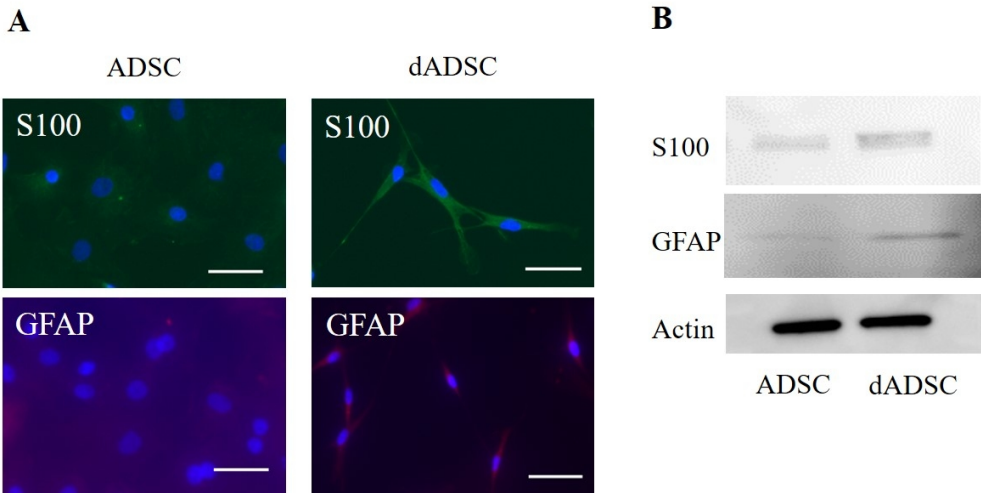 A
ADSC
dADSC
S100
S100
GFAP
GFAP
B
S100
GFAP
Actin
ADSC
dADSC